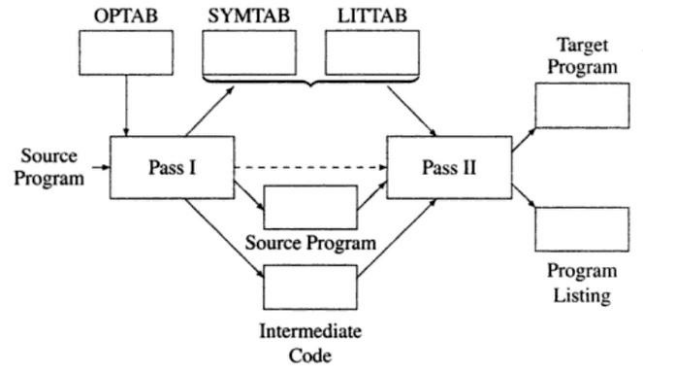 OPTAB
SYMTAB
LITTAB
Target
Program
Source
Program
Pass I
Pass II
Source Program
Program
Listing
Intermediate
Code